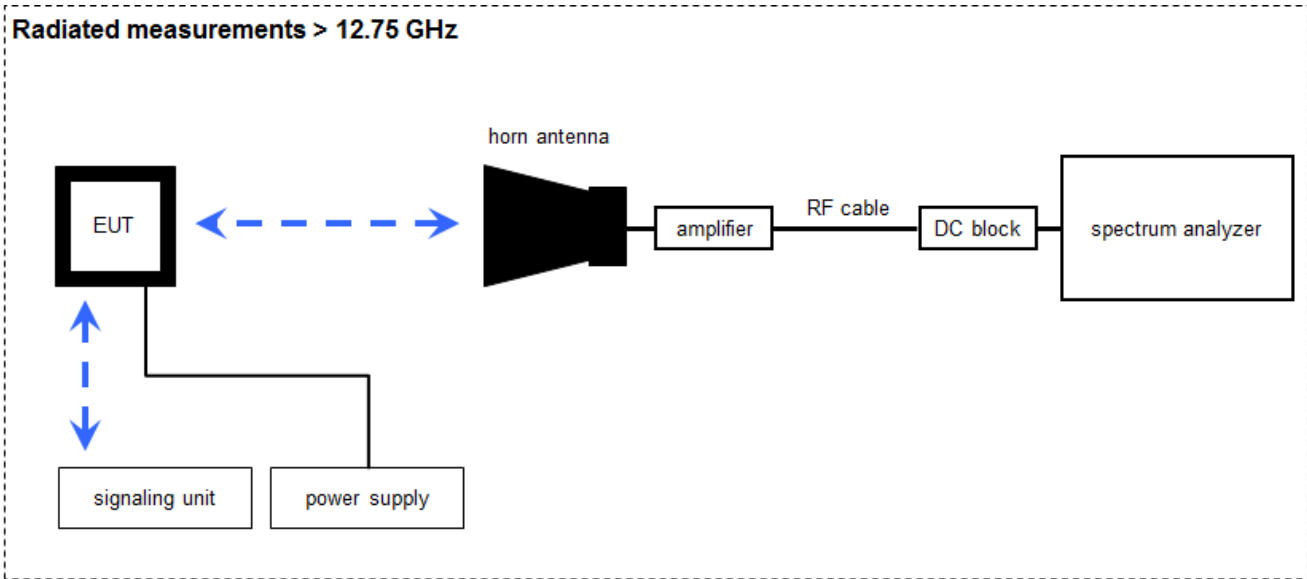 Radiated measurements > 12.75 GHz
horn antenna
EUT
amplifier
RF cable
DC block
spectrum analyzer
signaling unit
power supply